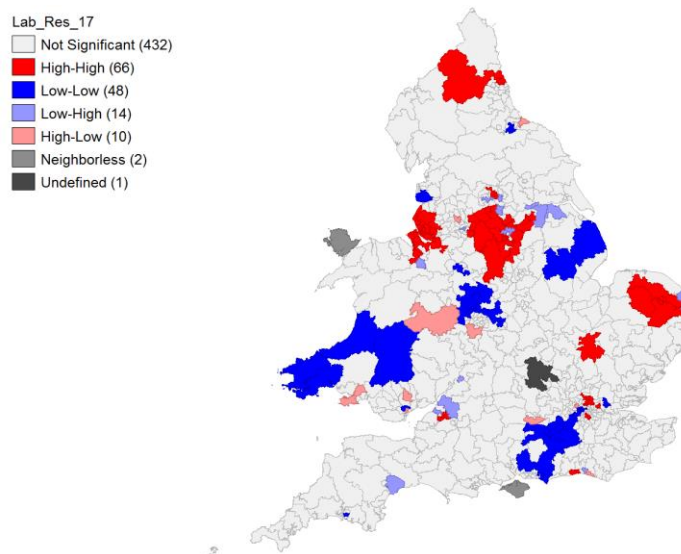 Lab_Res_17
Not Significant (432)
High-High (66)
Low-Low (48)
Low-High (14)
High-Low (10)
Neighborless (2)
Undefined (1)